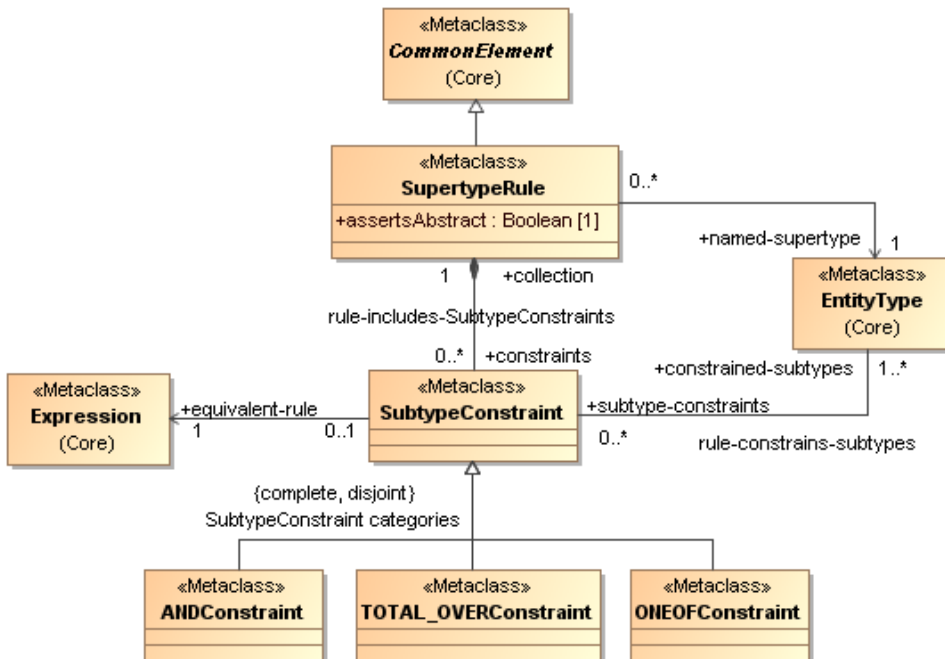 «Metaclass»
CommonElement
(Core)
«Metaclass»
SupertypeRule
+assertsAbstract : Boolean [1]
0..*
+named-supertype
1
«Metaclass»
EntityType
(Core)
1
+collection
rule-includes-SubtypeConstraints
0..*
+constraints
+constrained-subtypes
1..*
«Metaclass»
Expression
(Core)
+equivalent-rule
1
0..1
«Metaclass»
SubtypeConstraint
+subtype-constraints
0..*
rule-constrains-subtypes
{complete, disjoint}
SubtypeConstraint categories
«Metaclass»
ANDConstraint
«Metaclass»
TOTAL_OVERConstraint
«Metaclass»
ONEOFConstraint